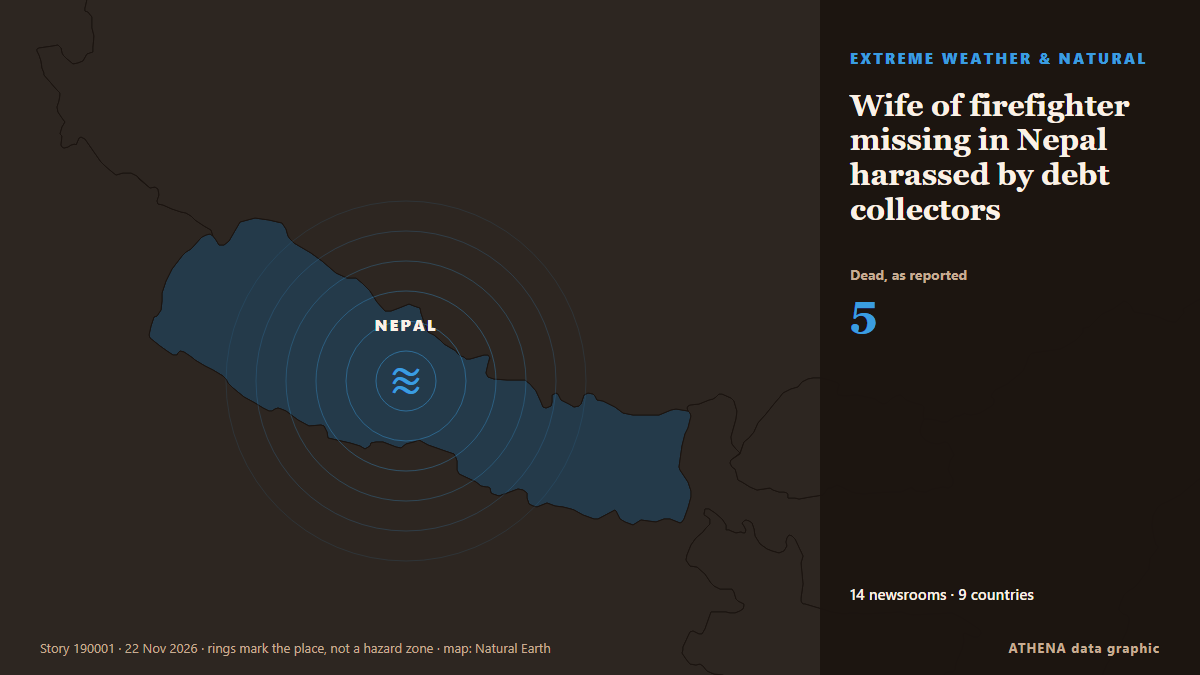 EXTREME WEATHER & NATURAL
Wife of firefighter
missing in Nepal
harassed by debt
collectors
Dead, as reported
5
NEPAL
14 newsrooms · 9 countries
Story 190001 · 22 Nov 2026 · rings mark the place, not a hazard zone · map: Natural Earth
ATHENA data graphic